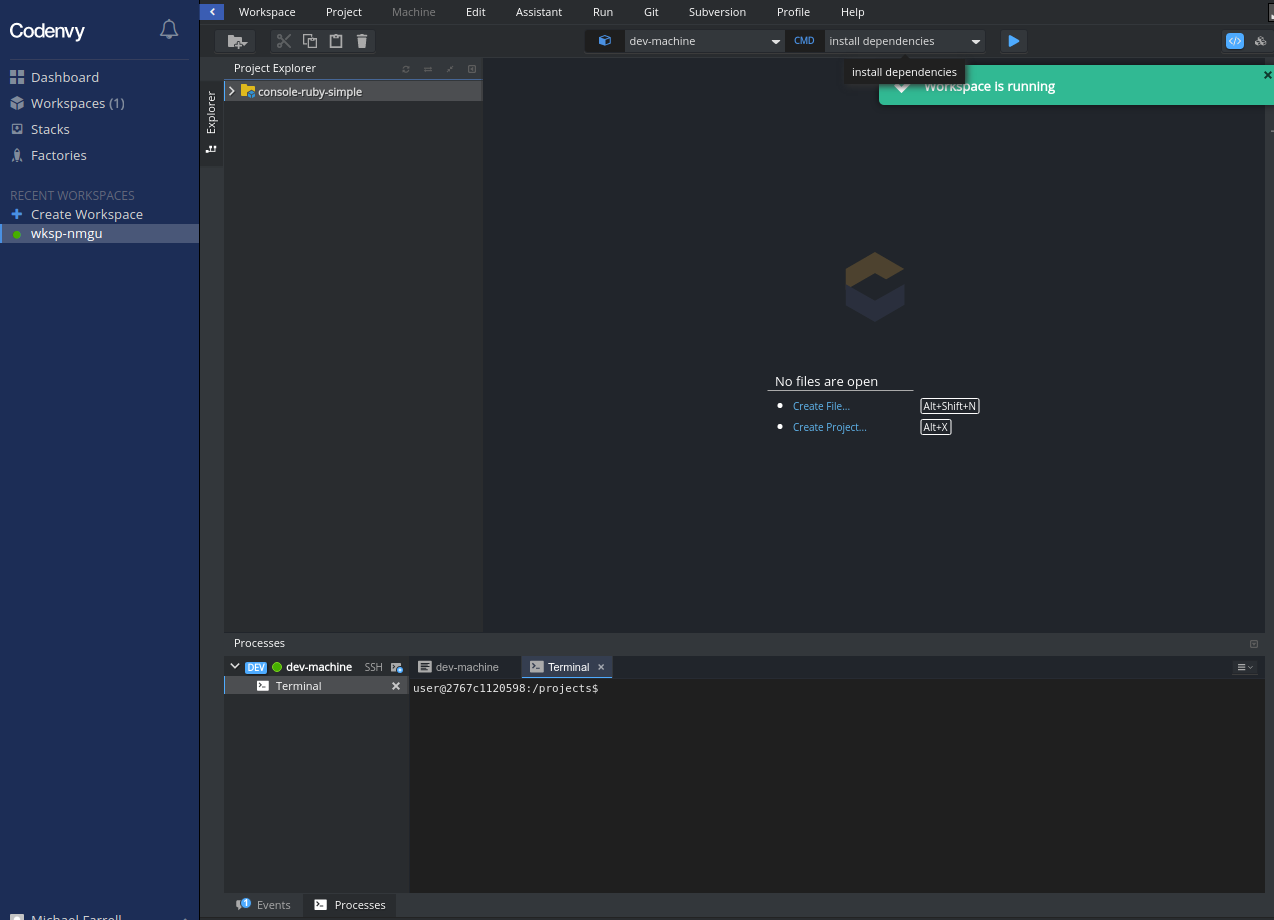 Codenvy
Dashboard
Workspaces (1)
Stacks
Factories
RECENT WORKSPACES
Create Workspace
wksp-nmgu
Workspace Project Machine Edit Assistant Run Git Subversion Profile Help
dev-machine CMD install dependencies
install dependencies
Workspace is running
Project Explorer
Explorer
console-ruby-simple
No files are open
Create File... Alt+Shift+N
Create Project... Alt+X
Processes
DEV dev-machine SSH
Terminal
dev-machine Terminal
user@2767c1120598:/projects$
1 Events Processes
Michael Farrell